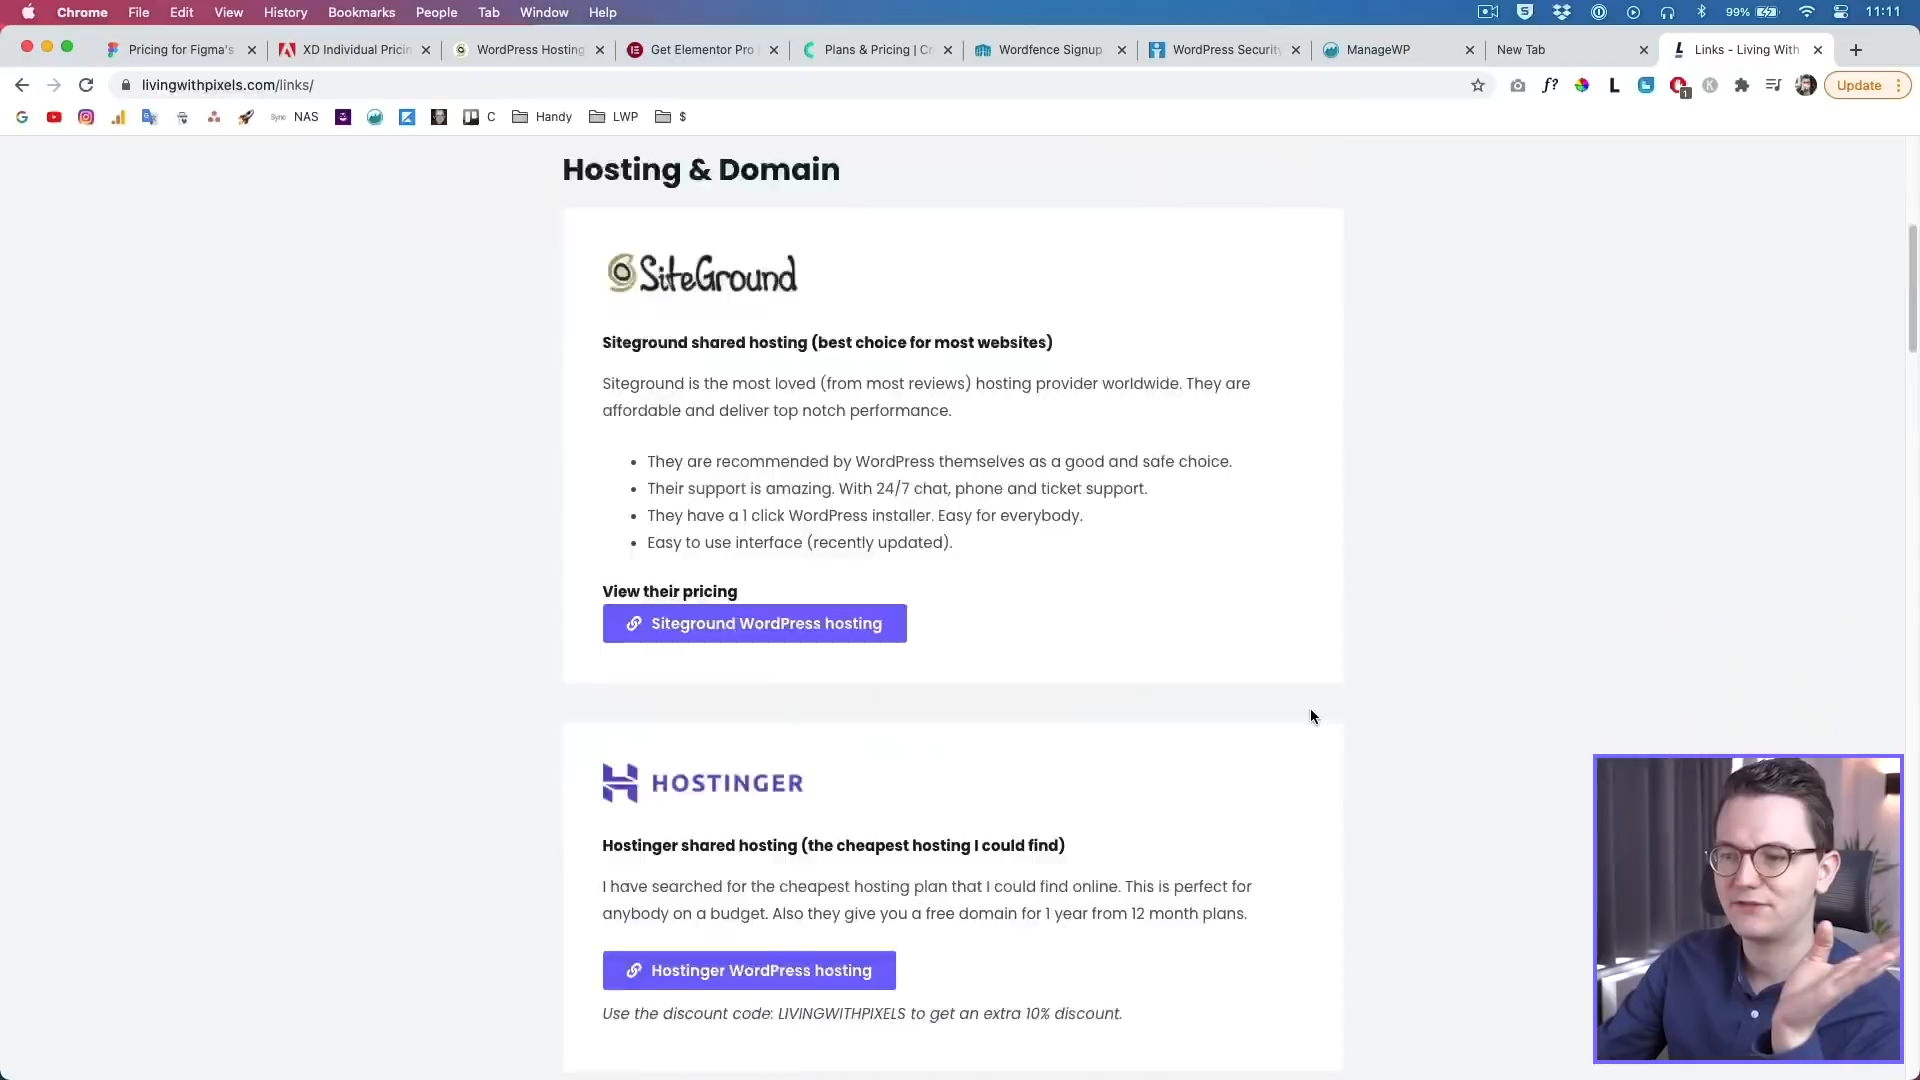 Chrome File Edit View History Bookmarks People Tab Window Help 99% 11:11
Pricing for Figma's XD Individual Pricin WordPress Hosting Get Elementor Pro Plans & Pricing | Cr Wordfence Signup WordPress Security ManageWP New Tab Links - Living With
livingwithpixels.com/links/ f? L 1 K Update
G Sync NAS C Handy LWP $
Hosting & Domain
SiteGround
Siteground shared hosting (best choice for most websites)
Siteground is the most loved (from most reviews) hosting provider worldwide. They are
affordable and deliver top notch performance.
• They are recommended by WordPress themselves as a good and safe choice.
• Their support is amazing. With 24/7 chat, phone and ticket support.
• They have a 1 click WordPress installer. Easy for everybody.
• Easy to use interface (recently updated).
View their pricing
Siteground WordPress hosting
HOSTINGER
Hostinger shared hosting (the cheapest hosting I could find)
I have searched for the cheapest hosting plan that I could find online. This is perfect for
anybody on a budget. Also they give you a free domain for 1 year from 12 month plans.
Hostinger WordPress hosting
Use the discount code: LIVINGWITHPIXELS to get an extra 10% discount.